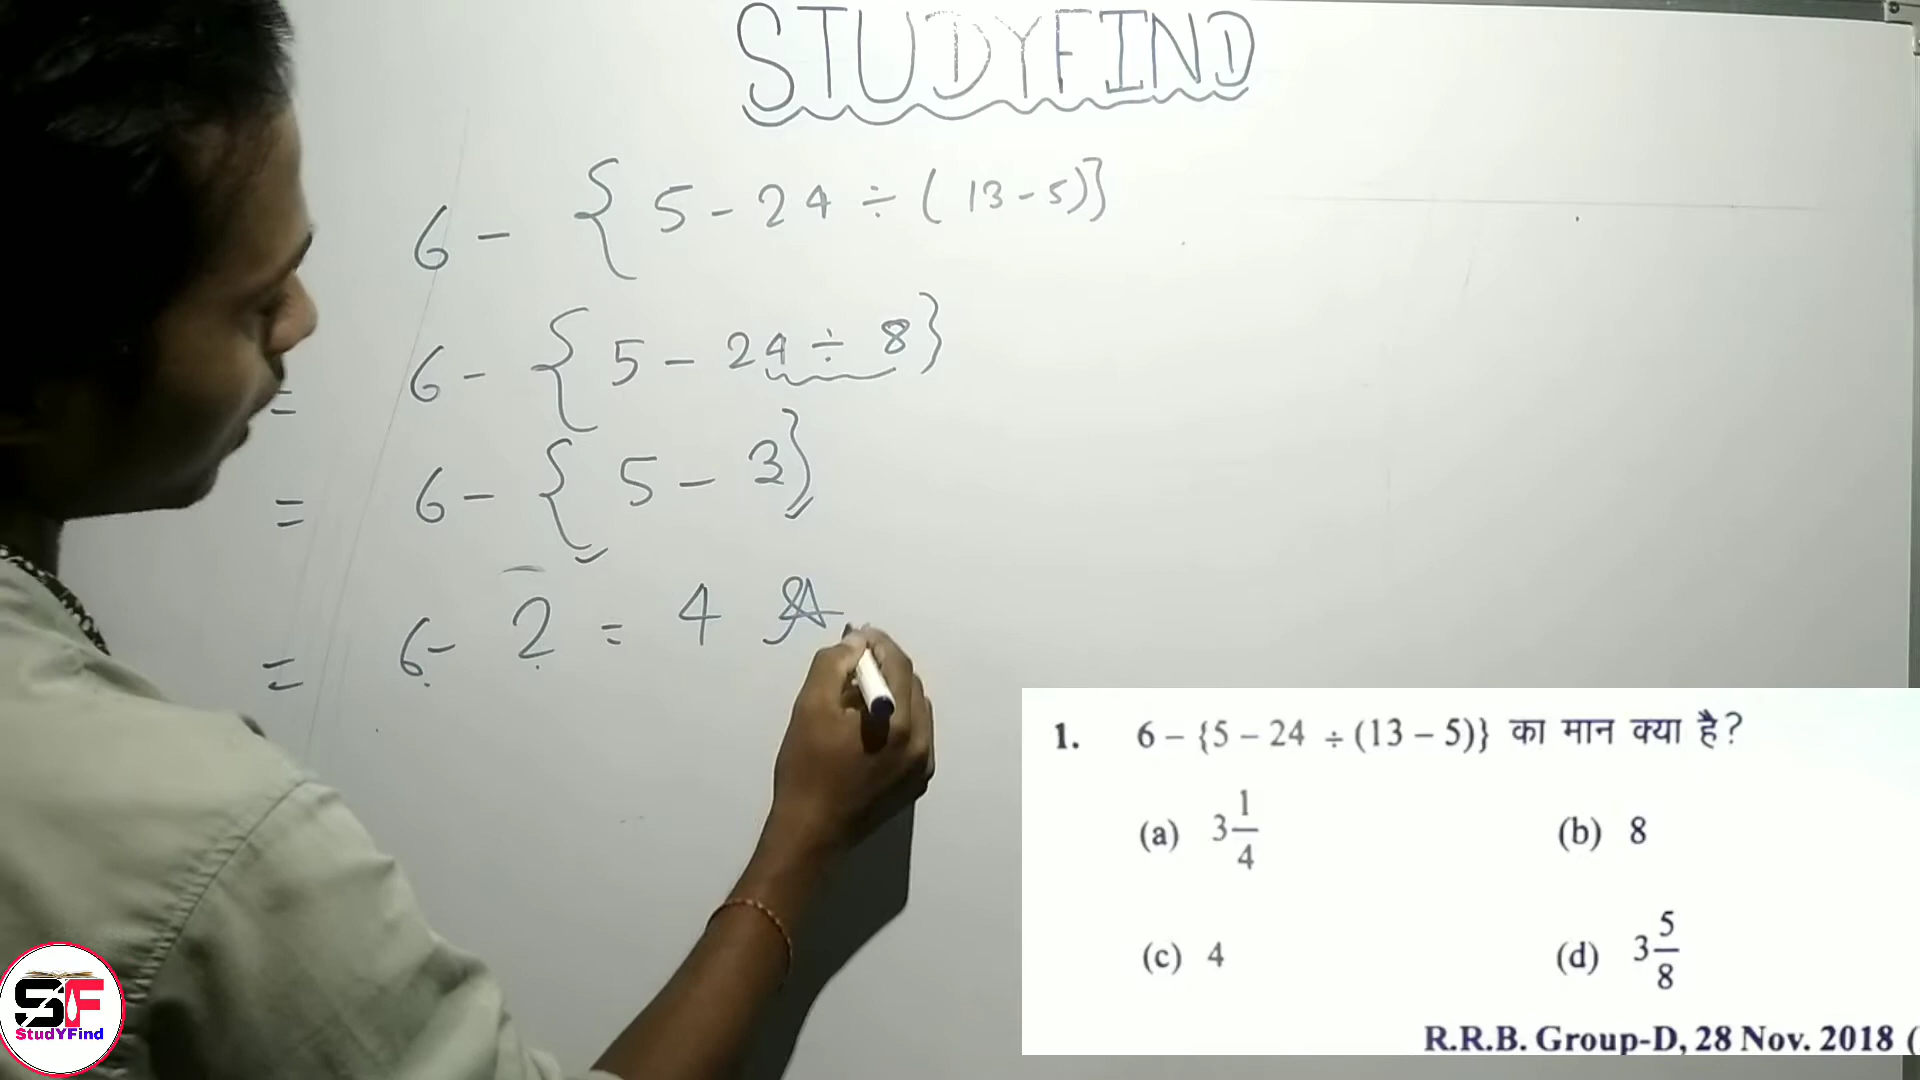 STUDYFIND
6 - { 5 - 24 ÷ ( 13 - 5 ) }
= 6 - { 5 - 24 ÷ 8 }
= 6 - { 5 - 3 }
= 6 - 2 = 4
1. 6 – {5 – 24 ÷ (13 – 5)} का मान क्या है?
(a) 3 1/4 (b) 8
(c) 4 (d) 3 5/8
R.R.B. Group-D, 28 Nov. 2018 (
SF
StudYFind